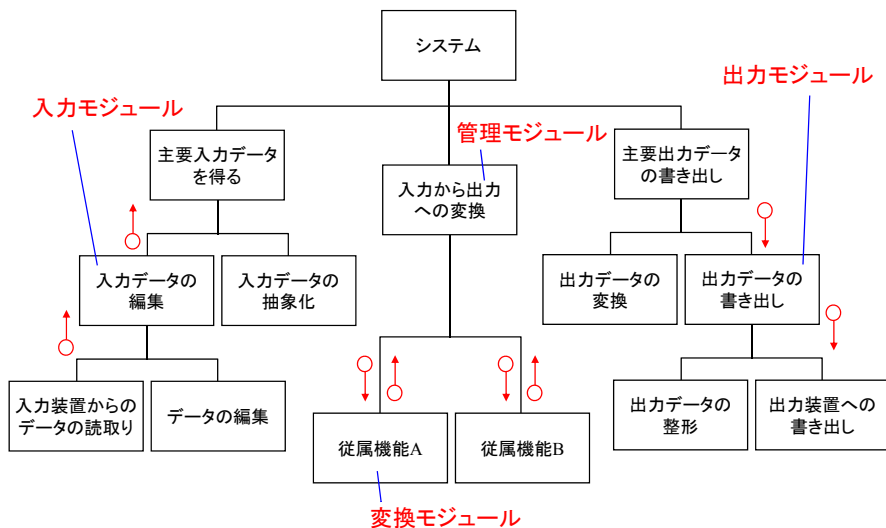 システム
入力モジュール
出力モジュール
管理モジュール
主要入力データ
を得る
入力から出力
への変換
主要出力データ
の書き出し
入力データの
編集
入力データの
抽象化
出力データの
変換
出力データの
書き出し
入力装置からの
データの読取り
データの編集
従属機能A
従属機能B
出力データの
整形
出力装置への
書き出し
変換モジュール